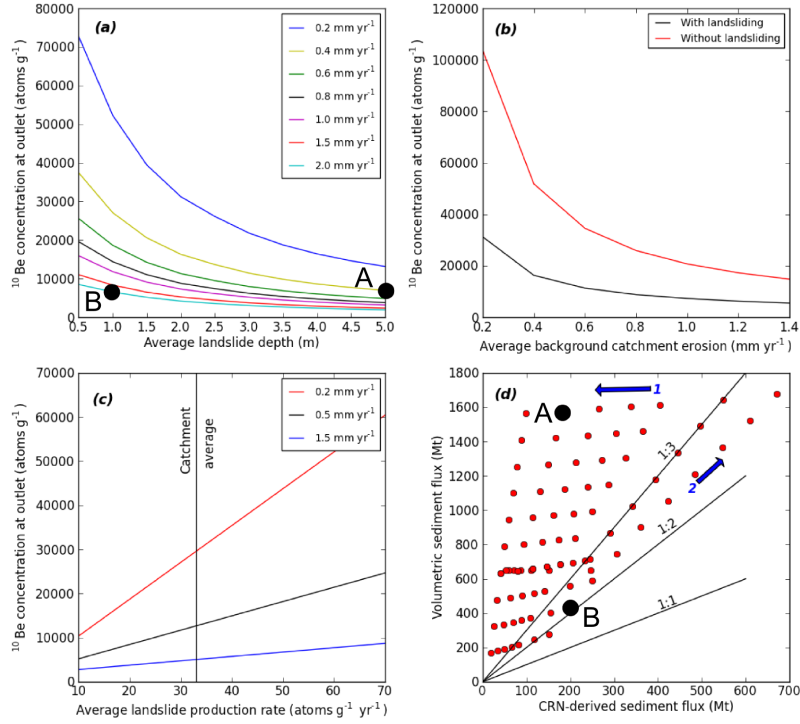 (a)
0.2 mm yr⁻¹
0.4 mm yr⁻¹
0.6 mm yr⁻¹
0.8 mm yr⁻¹
1.0 mm yr⁻¹
1.5 mm yr⁻¹
2.0 mm yr⁻¹
A
B
80000
70000
60000
50000
40000
30000
20000
10000
0
0.5 1.0 1.5 2.0 2.5 3.0 3.5 4.0 4.5 5.0
Average landslide depth (m)
¹⁰ Be concentration at outlet (atoms g⁻¹)
(b)
With landsliding
Without landsliding
120000
100000
80000
60000
40000
20000
0
0.2 0.4 0.6 0.8 1.0 1.2 1.4
Average background catchment erosion (mm yr⁻¹)
¹⁰ Be concentration at outlet (atoms g⁻¹)
(c)
0.2 mm yr⁻¹
0.5 mm yr⁻¹
1.5 mm yr⁻¹
Catchment
average
70000
60000
50000
40000
30000
20000
10000
0
10 20 30 40 50 60 70
Average landslide production rate (atoms g⁻¹ yr⁻¹)
¹⁰ Be concentration at outlet (atoms g⁻¹)
(d)
1
A
1:3
2
1:2
B
1:1
1800
1600
1400
1200
1000
800
600
400
200
0
0 100 200 300 400 500 600 700
CRN-derived sediment flux (Mt)
Volumetric sediment flux (Mt)